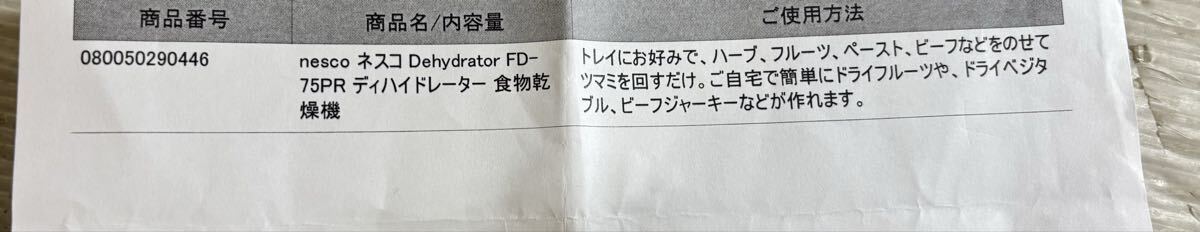 商品番号
商品名/内容量
ご使用方法
080050290446
nesco ネスコ Dehydrator FD-
75PR ディハイドレーター 食物乾
燥機
トレイにお好みで、ハーブ、フルーツ、ペースト、ビーフなどをのせて
ツマミを回すだけ。ご自宅で簡単にドライフルーツや、ドライベジタ
ブル、ビーフジャーキーなどが作れます。